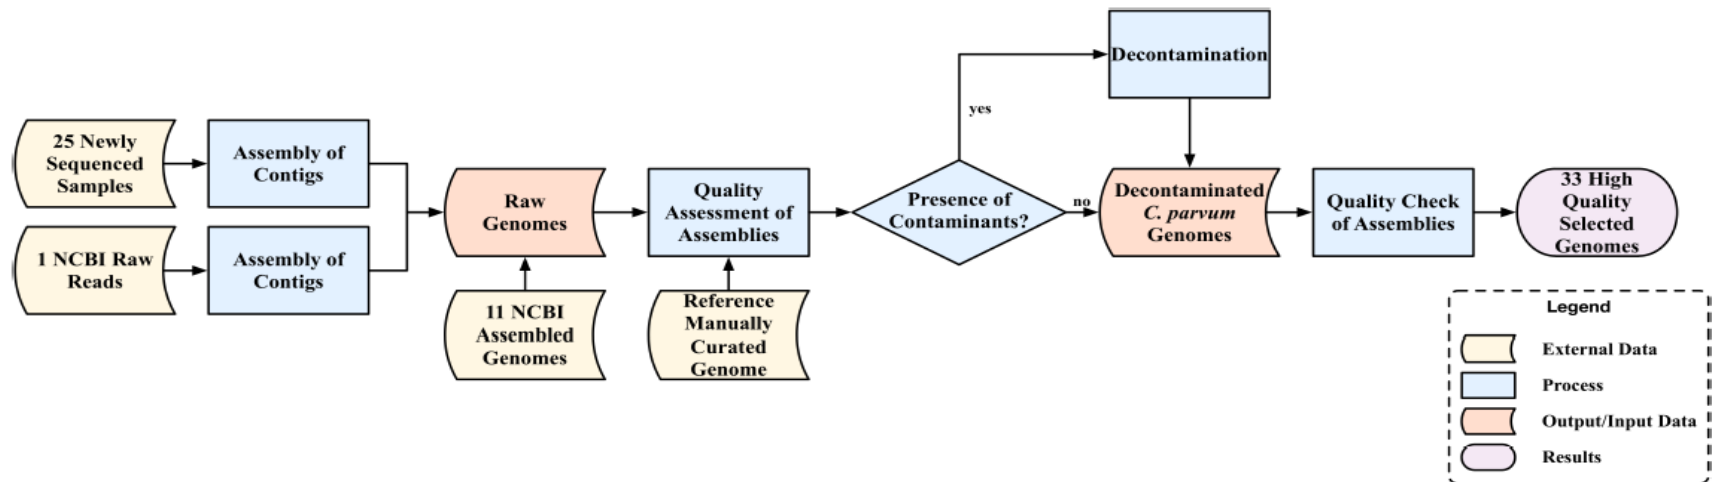 25 Newly
Sequenced
Samples
Assembly of
Contigs
1 NCBI Raw
Reads
Assembly of
Contigs
Raw
Genomes
11 NCBI
Assembled
Genomes
Quality
Assessment of
Assemblies
Reference
Manually
Curated
Genome
Presence of
Contaminants?
yes
no
Decontamination
Decontaminated
C. parvum
Genomes
Quality Check
of Assemblies
33 High
Quality
Selected
Genomes
Legend
External Data
Process
Output/Input Data
Results